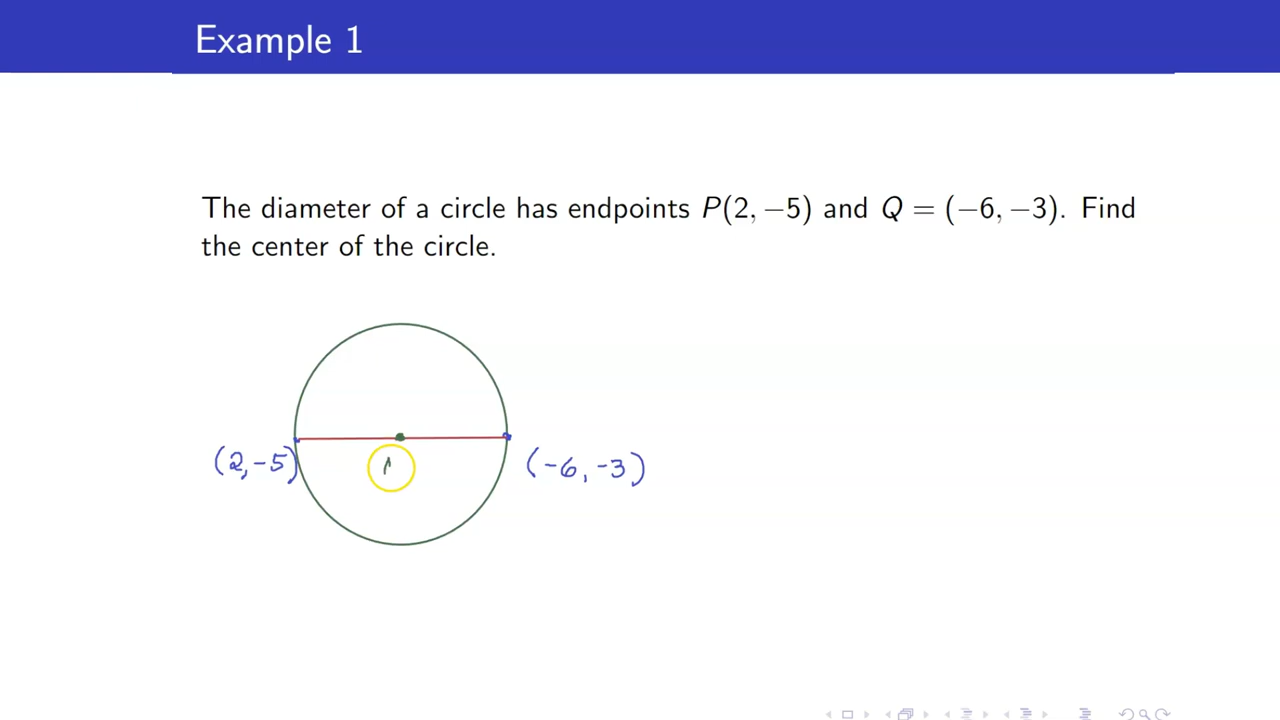 Example 1
The diameter of a circle has endpoints P(2, −5) and Q = (−6, −3). Find
the center of the circle.
(2,-5)
(-6, -3)